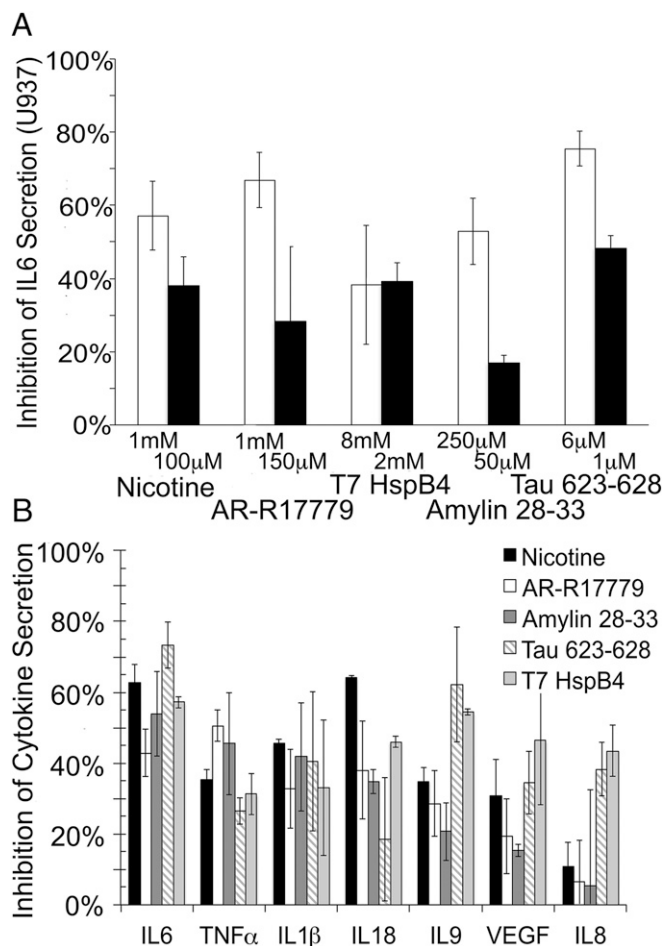 A
Inhibition of IL6 Secretion (U937)
100%
80%
60%
40%
20%
0%
1mM 1mM 8mM 250μM 6μM
100μM 150μM 2mM 50μM 1μM
Nicotine T7 HspB4 Tau 623-628
AR-R17779 Amylin 28-33
B
Inhibition of Cytokine Secretion
100%
80%
60%
40%
20%
0%
Nicotine
AR-R17779
Amylin 28-33
Tau 623-628
T7 HspB4
IL6 TNFα IL1β IL18 IL9 VEGF IL8